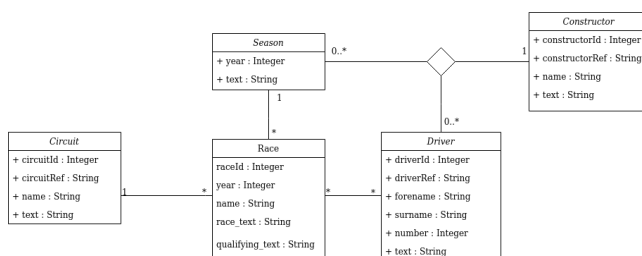 Constructor
+ constructorId : Integer
+ constructorRef : String
+ name : String
+ text : String
Season
+ year : Integer
+ text : String
0..*
1
1
*
0..*
Circuit
+ circuitId : Integer
+ circuitRef : String
+ name : String
+ text : String
1
*
Race
raceId : Integer
year : Integer
name : String
race_text : String
qualifying_text : String
*
*
Driver
+ driverId : Integer
+ driverRef : String
+ forename : String
+ surname : String
+ number : Integer
+ text : String